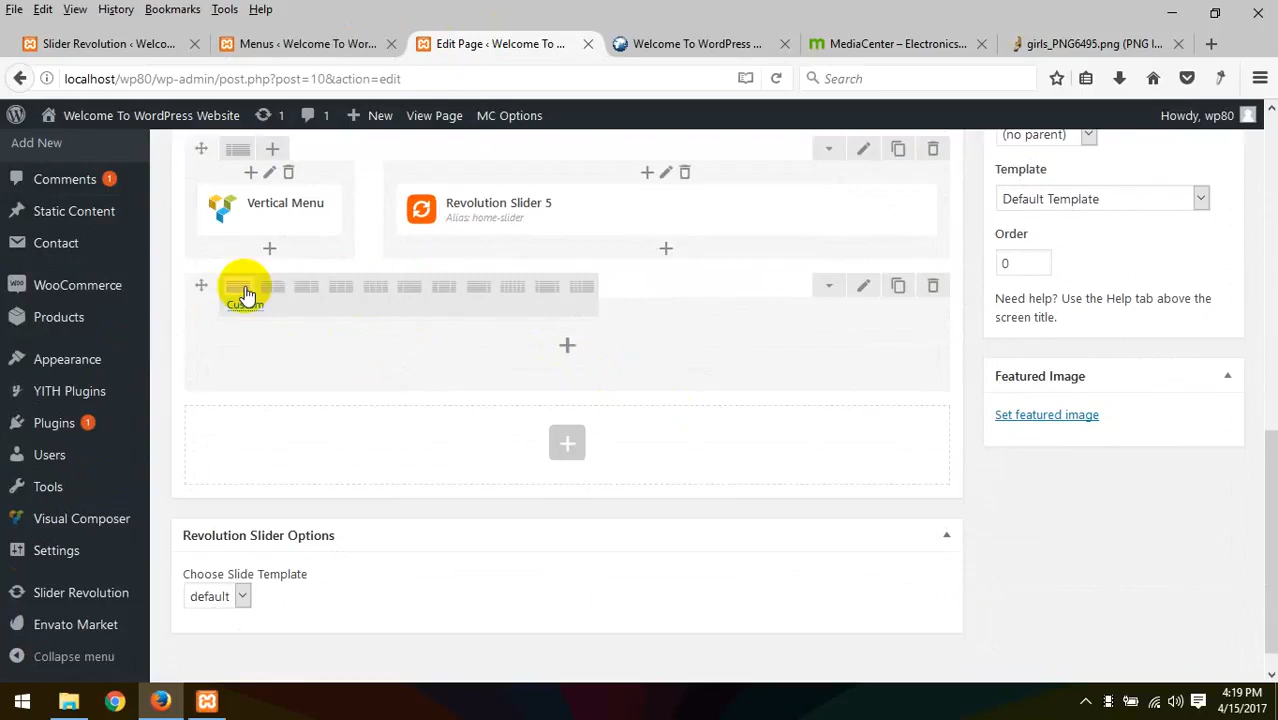 File Edit View History Bookmarks Tools Help
Slider Revolution ‹ Welco...
Menus ‹ Welcome To Wor...
Edit Page ‹ Welcome To ...
Welcome To WordPress ...
MediaCenter – Electronics...
girls_PNG6495.png (PNG I...
localhost/wp80/wp-admin/post.php?post=10&action=edit
Search
Welcome To WordPress Website
1
1
New
View Page
MC Options
Howdy, wp80
Add New
Comments 1
Static Content
Contact
WooCommerce
Products
Appearance
YITH Plugins
Plugins 1
Users
Tools
Visual Composer
Settings
Slider Revolution
Envato Market
Collapse menu
Vertical Menu
Revolution Slider 5
Alias: home-slider
Revolution Slider Options
Choose Slide Template
default
(no parent)
Template
Default Template
Order
0
Need help? Use the Help tab above the
screen title.
Featured Image
Set featured image
4:19 PM
4/15/2017